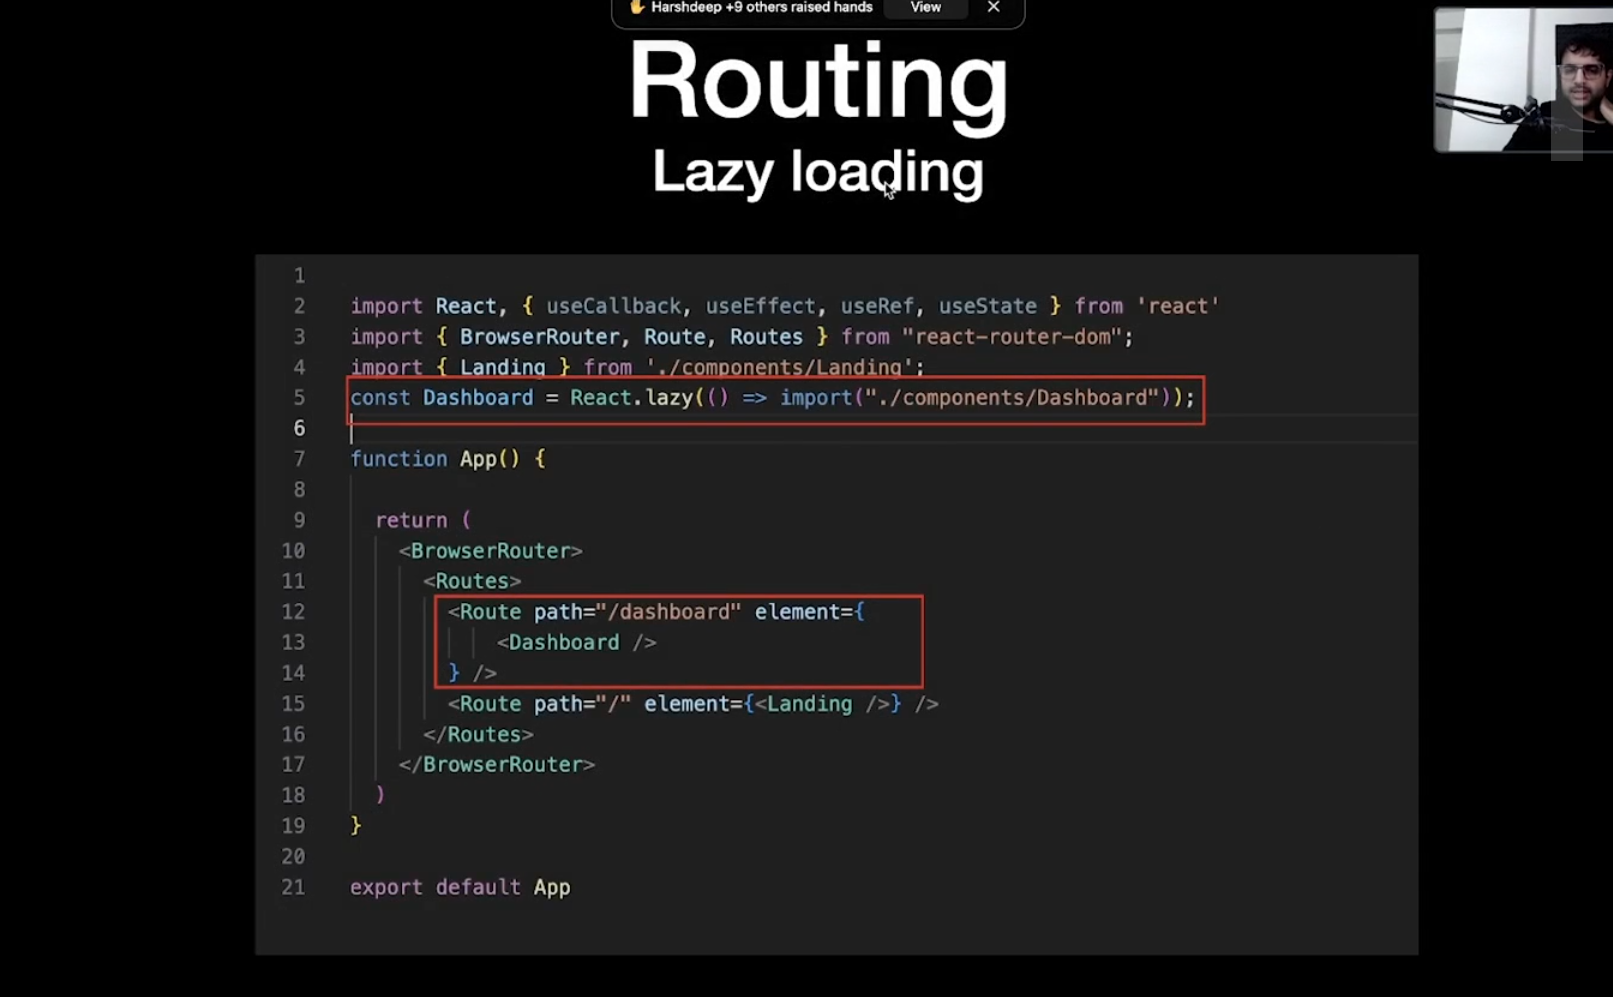 ✋ Harshdeep +9 others raised hands View ✕
Routing
Lazy loading
1
2 import React, { useCallback, useEffect, useRef, useState } from 'react'
3 import { BrowserRouter, Route, Routes } from "react-router-dom";
4 import { Landing } from './components/Landing';
5 const Dashboard = React.lazy(() => import("./components/Dashboard"));
6
7 function App() {
8
9 return (
10 <BrowserRouter>
11 <Routes>
12 <Route path="/dashboard" element={
13 <Dashboard />
14 } />
15 <Route path="/" element={<Landing />} />
16 </Routes>
17 </BrowserRouter>
18 )
19 }
20
21 export default App